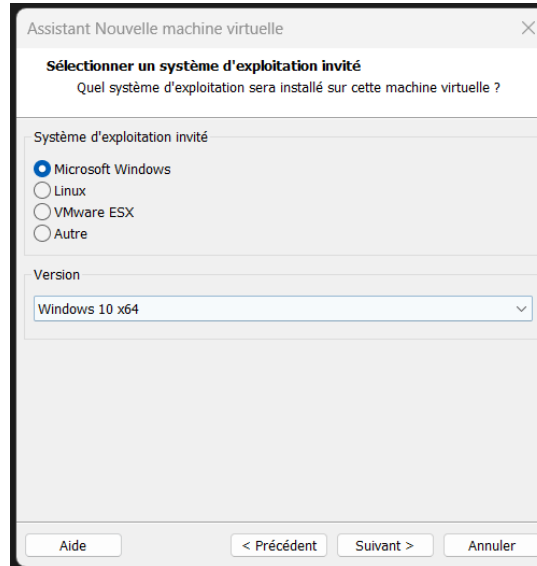 Assistant Nouvelle machine virtuelle
Sélectionner un système d'exploitation invité
Quel système d'exploitation sera installé sur cette machine virtuelle ?
Système d'exploitation invité
Microsoft Windows
Linux
VMware ESX
Autre
Version
Windows 10 x64
Aide < Précédent Suivant > Annuler